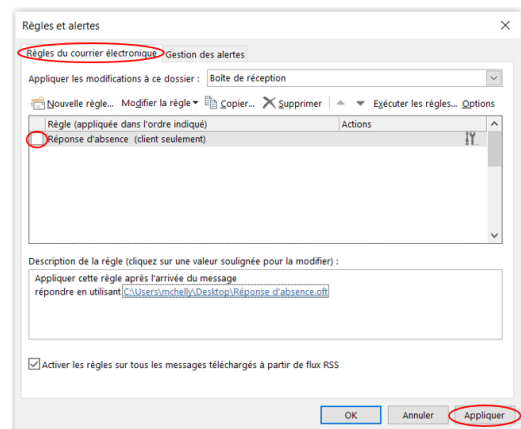 Règles et alertes
Règles du courrier électronique Gestion des alertes
Appliquer les modifications à ce dossier : Boîte de réception
Nouvelle règle... Modifier la règle Copier... Supprimer Exécuter les règles... Options
Règle (appliquée dans l'ordre indiqué) Actions
Réponse d'absence (client seulement)
Description de la règle (cliquez sur une valeur soulignée pour la modifier) :
Appliquer cette règle après l'arrivée du message
répondre en utilisant C:\Users\mchelly\Desktop\Réponse d'absence.oft
Activer les règles sur tous les messages téléchargés à partir de flux RSS
OK Annuler Appliquer